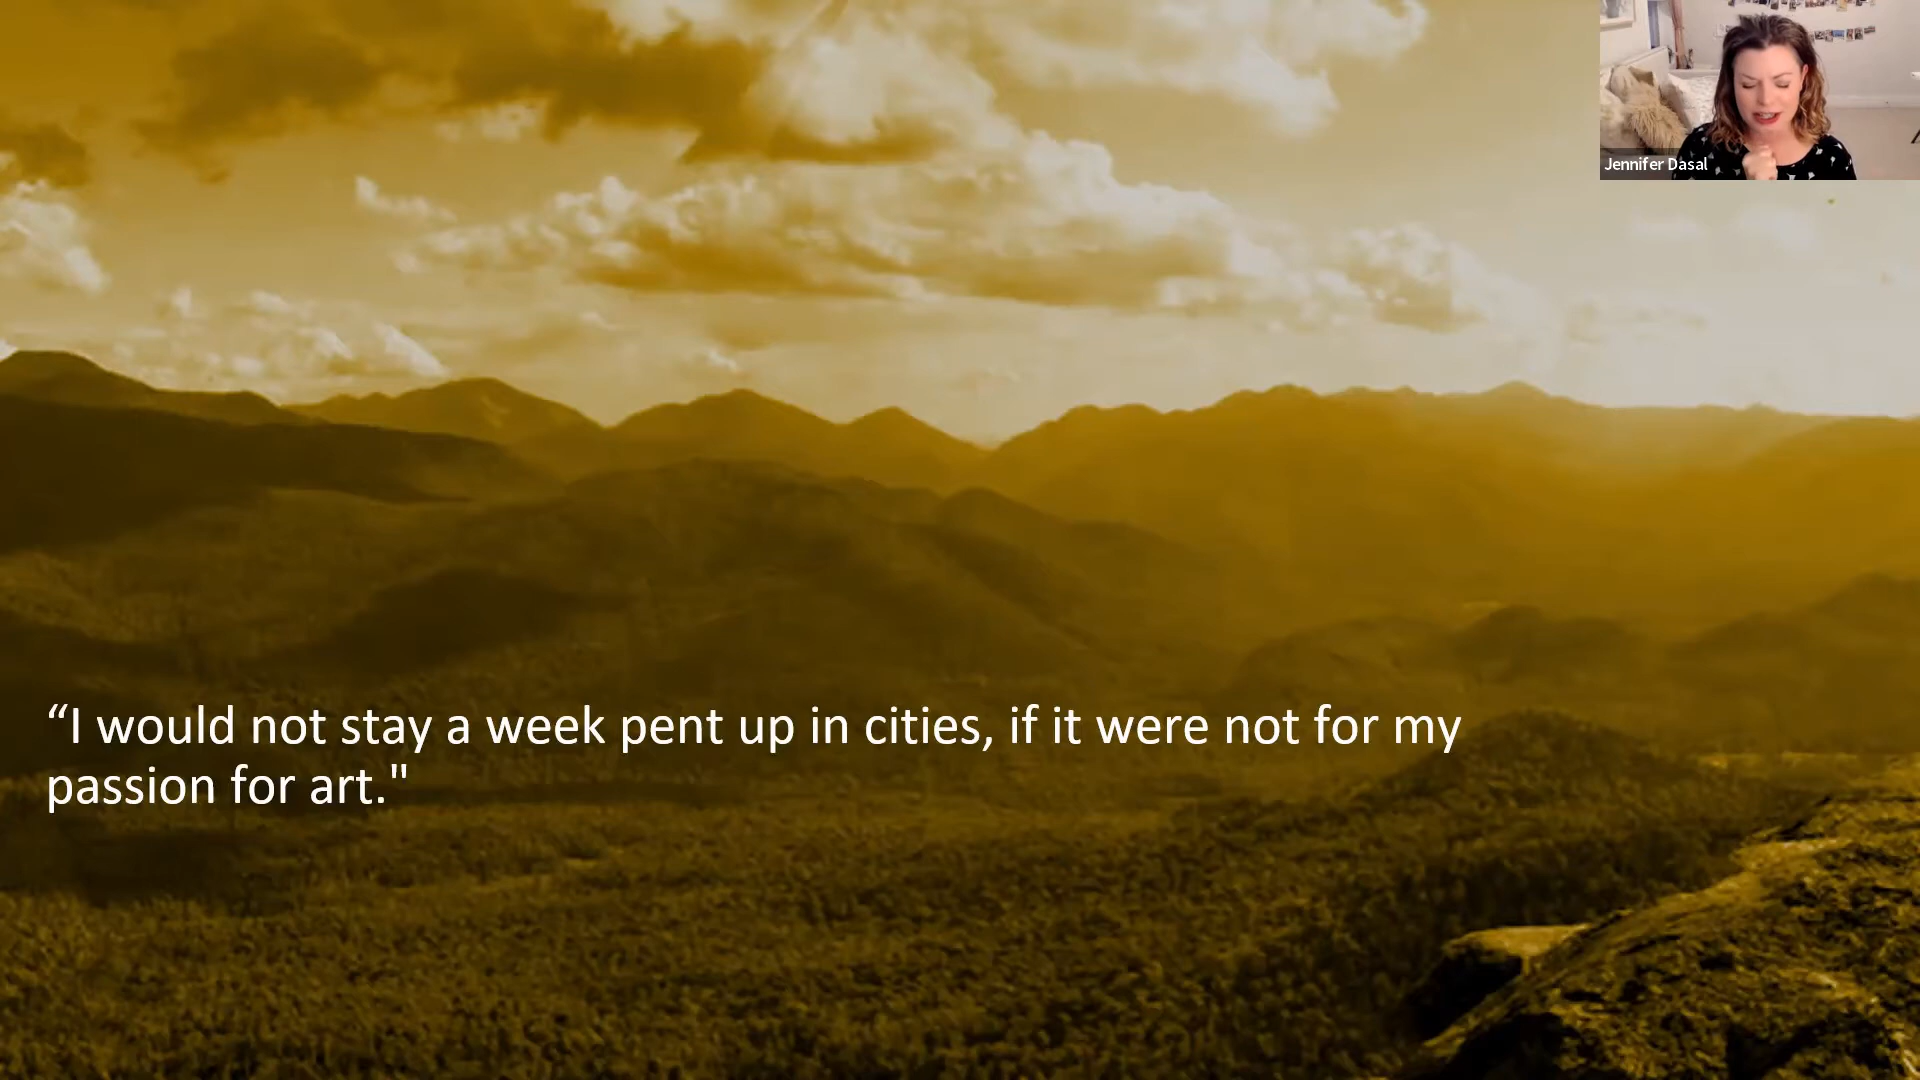 Jennifer Dasal
“I would not stay a week pent up in cities, if it were not for my
passion for art."